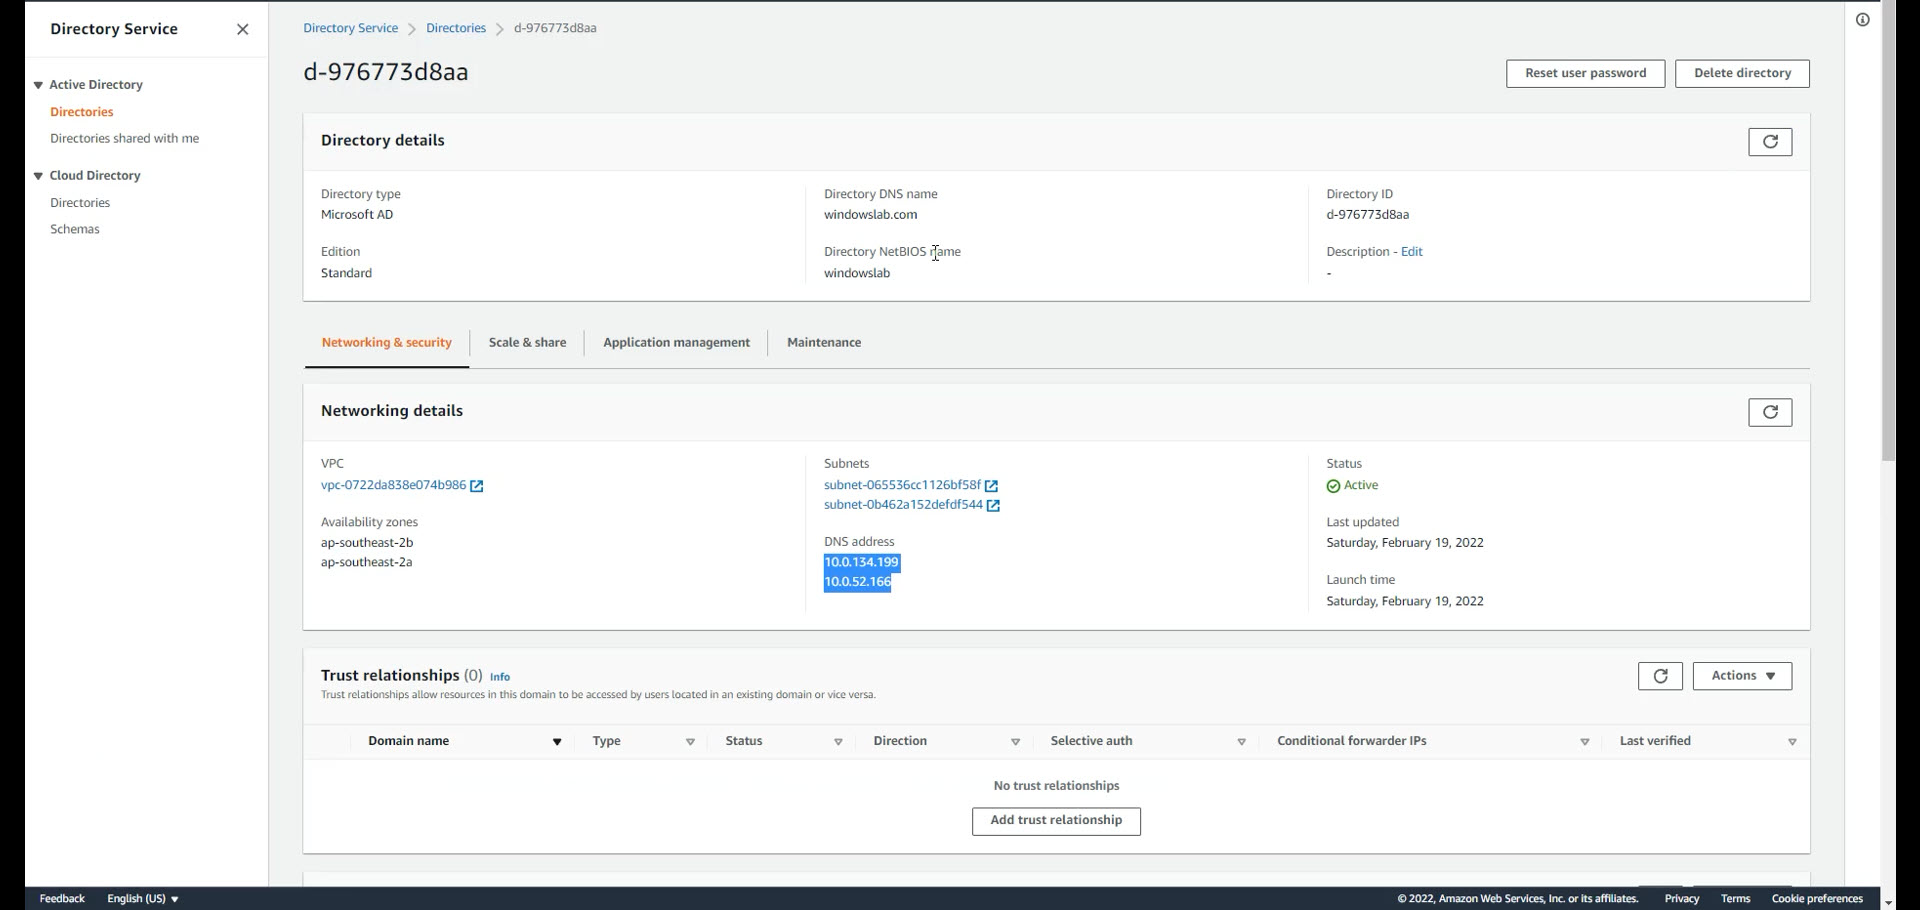 Directory Service
Directory Service
Directories
d-976773d8aa
d-976773d8aa
Reset user password
Delete directory
Active Directory
Directories
Directories shared with me
Cloud Directory
Directories
Schemas
Directory details
Directory type
Microsoft AD
Edition
Standard
Directory DNS name
windowslab.com
Directory NetBIOS name
windowslab
Directory ID
d-976773d8aa
Description - Edit
-
Networking & security
Scale & share
Application management
Maintenance
Networking details
VPC
vpc-0722da838e074b986
Availability zones
ap-southeast-2b
ap-southeast-2a
Subnets
subnet-065536cc1126bf58f
subnet-0b462a152defdf544
DNS address
10.0.134.199
10.0.52.166
Status
Active
Last updated
Saturday, February 19, 2022
Launch time
Saturday, February 19, 2022
Trust relationships (0) Info
Trust relationships allow resources in this domain to be accessed by users located in an existing domain or vice versa.
Actions
Domain name
Type
Status
Direction
Selective auth
Conditional forwarder IPs
Last verified
No trust relationships
Add trust relationship
Feedback
English (US)
© 2022, Amazon Web Services, Inc. or its affiliates.
Privacy
Terms
Cookie preferences